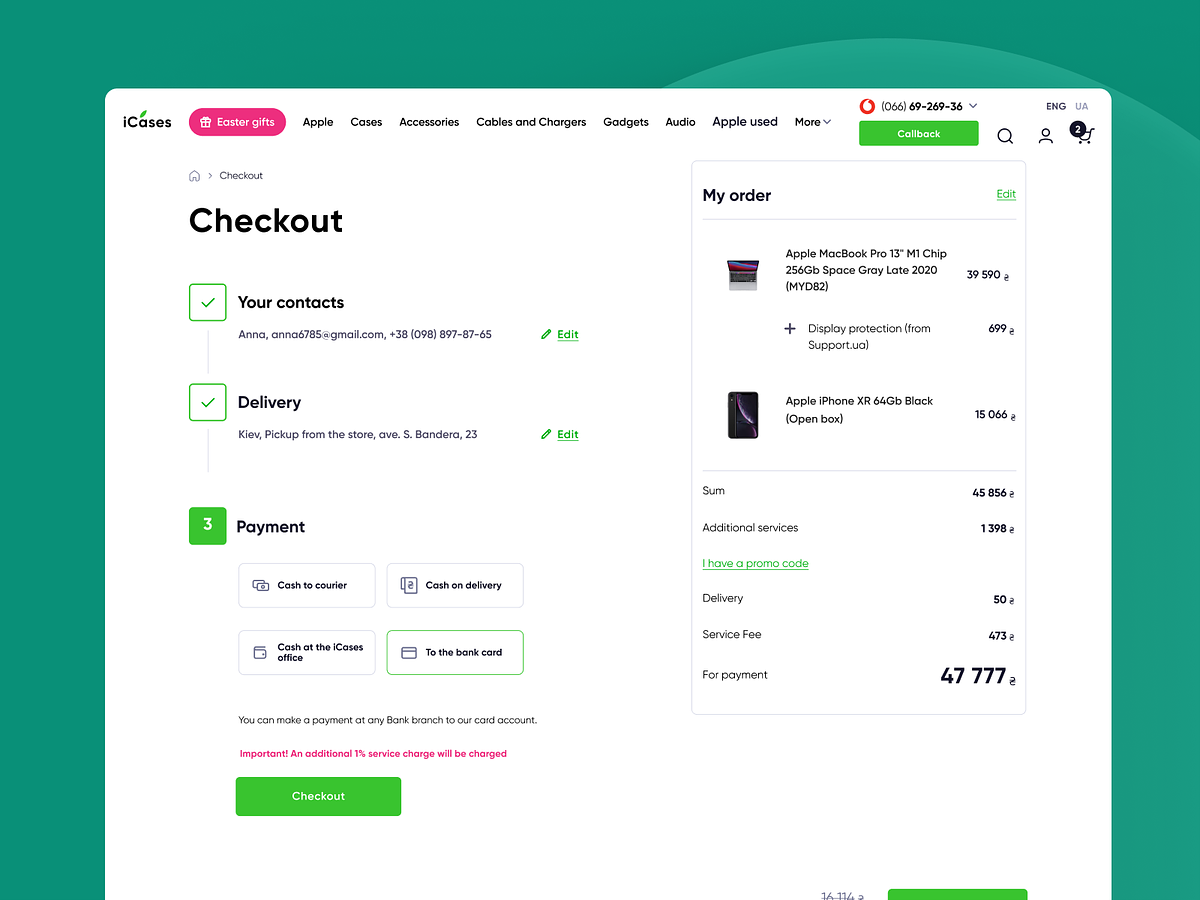 iCases
Easter gifts
Apple
Cases
Accessories
Cables and Chargers
Gadgets
Audio
Apple used
More
(066) 69-269-36
Callback
ENG UA
2
Checkout
Checkout
Your contacts
Anna, anna6785@gmail.com, +38 (098) 897-87-65
Edit
Delivery
Kiev, Pickup from the store, ave. S. Bandera, 23
Edit
3
Payment
Cash to courier
Cash on delivery
Cash at the iCases
office
To the bank card
You can make a payment at any Bank branch to our card account.
Important! An additional 1% service charge will be charged
Checkout
My order
Edit
Apple MacBook Pro 13" M1 Chip
256Gb Space Gray Late 2020
(MYD82)
39 590 ₴
Display protection (from
Support.ua)
699 ₴
Apple iPhone XR 64Gb Black
(Open box)
15 066 ₴
Sum
45 856 ₴
Additional services
1 398 ₴
I have a promo code
Delivery
50 ₴
Service Fee
473 ₴
For payment
47 777 ₴
16 114 ₴